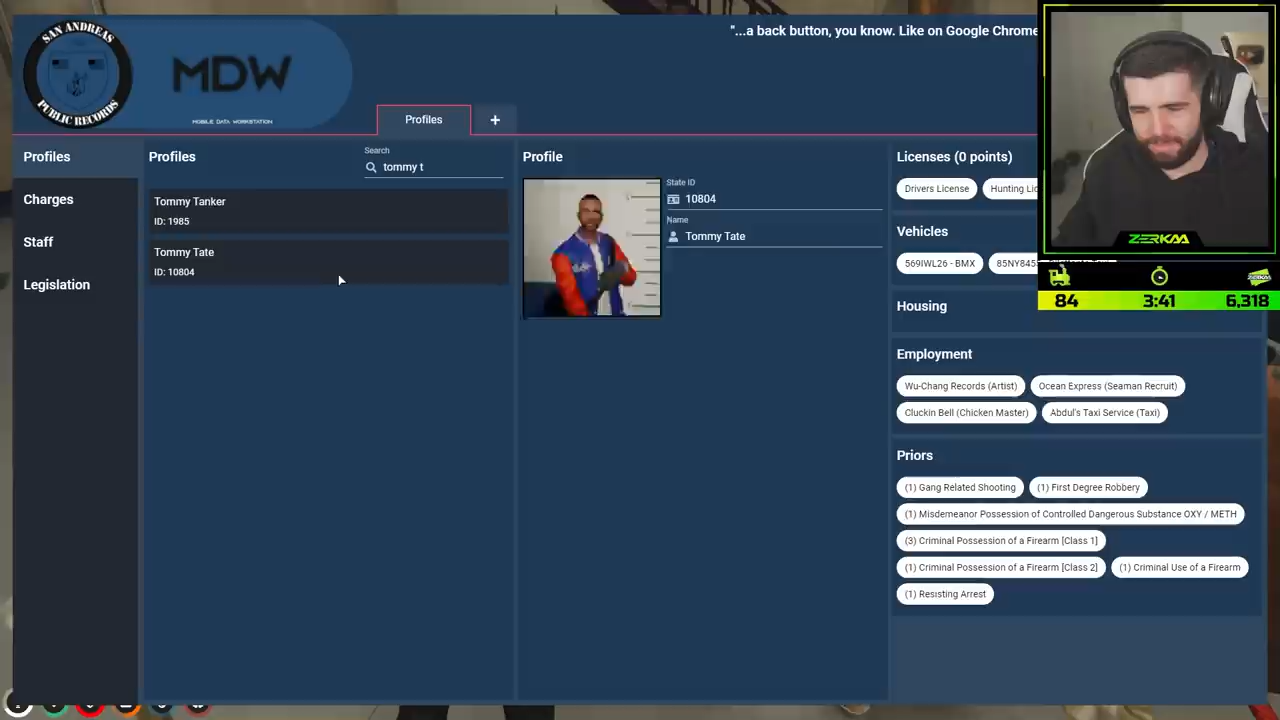 SAN ANDREAS
PUBLIC RECORDS
MDW
MOBILE DATA WORKSTATION
"...a back button, you know. Like on Google Chrome
Profiles
+
Profiles
Charges
Staff
Legislation
Profiles
Search
tommy t
Tommy Tanker
ID: 1985
Tommy Tate
ID: 10804
Profile
State ID
10804
Name
Tommy Tate
Licenses (0 points)
Drivers License
Hunting Lic
Vehicles
569IWL26 - BMX
85NY845
Housing
Employment
Wu-Chang Records (Artist)
Ocean Express (Seaman Recruit)
Cluckin Bell (Chicken Master)
Abdul's Taxi Service (Taxi)
Priors
(1) Gang Related Shooting
(1) First Degree Robbery
(1) Misdemeanor Possession of Controlled Dangerous Substance OXY / METH
(3) Criminal Possession of a Firearm [Class 1]
(1) Criminal Possession of a Firearm [Class 2]
(1) Criminal Use of a Firearm
(1) Resisting Arrest
ZERKAA
ZERKAA
84
3:41
6,318